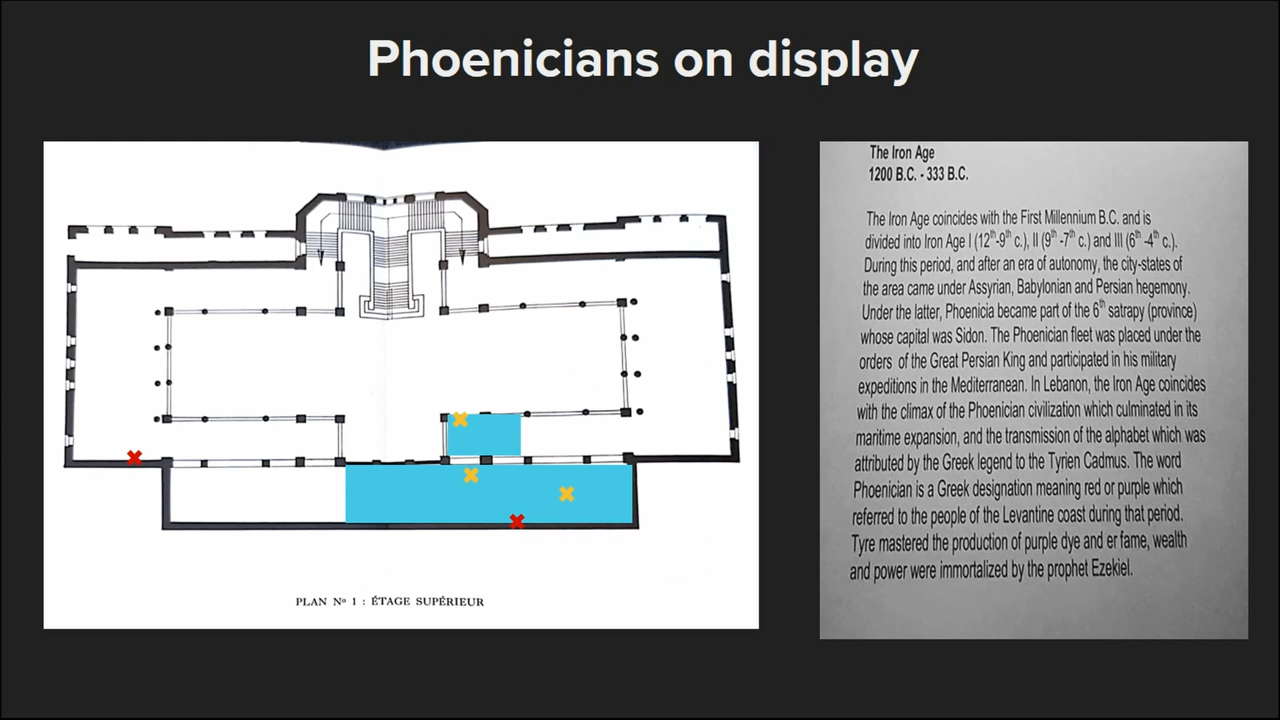 Phoenicians on display
PLAN Nº 1 : ÉTAGE SUPÉRIEUR
The Iron Age
1200 B.C. - 333 B.C.
The Iron Age coincides with the First Millennium B.C. and is
divided into Iron Age I (12th-9th c.), II (9th -7th c.) and III (6th -4th c.).
During this period, and after an era of autonomy, the city-states of
the area came under Assyrian, Babylonian and Persian hegemony.
Under the latter, Phoenicia became part of the 6th satrapy (province)
whose capital was Sidon. The Phoenician fleet was placed under the
orders of the Great Persian King and participated in his military
expeditions in the Mediterranean. In Lebanon, the Iron Age coincides
with the climax of the Phoenician civilization which culminated in its
maritime expansion, and the transmission of the alphabet which was
attributed by the Greek legend to the Tyrien Cadmus. The word
Phoenician is a Greek designation meaning red or purple which
referred to the people of the Levantine coast during that period.
Tyre mastered the production of purple dye and er fame, wealth
and power were immortalized by the prophet Ezekiel.